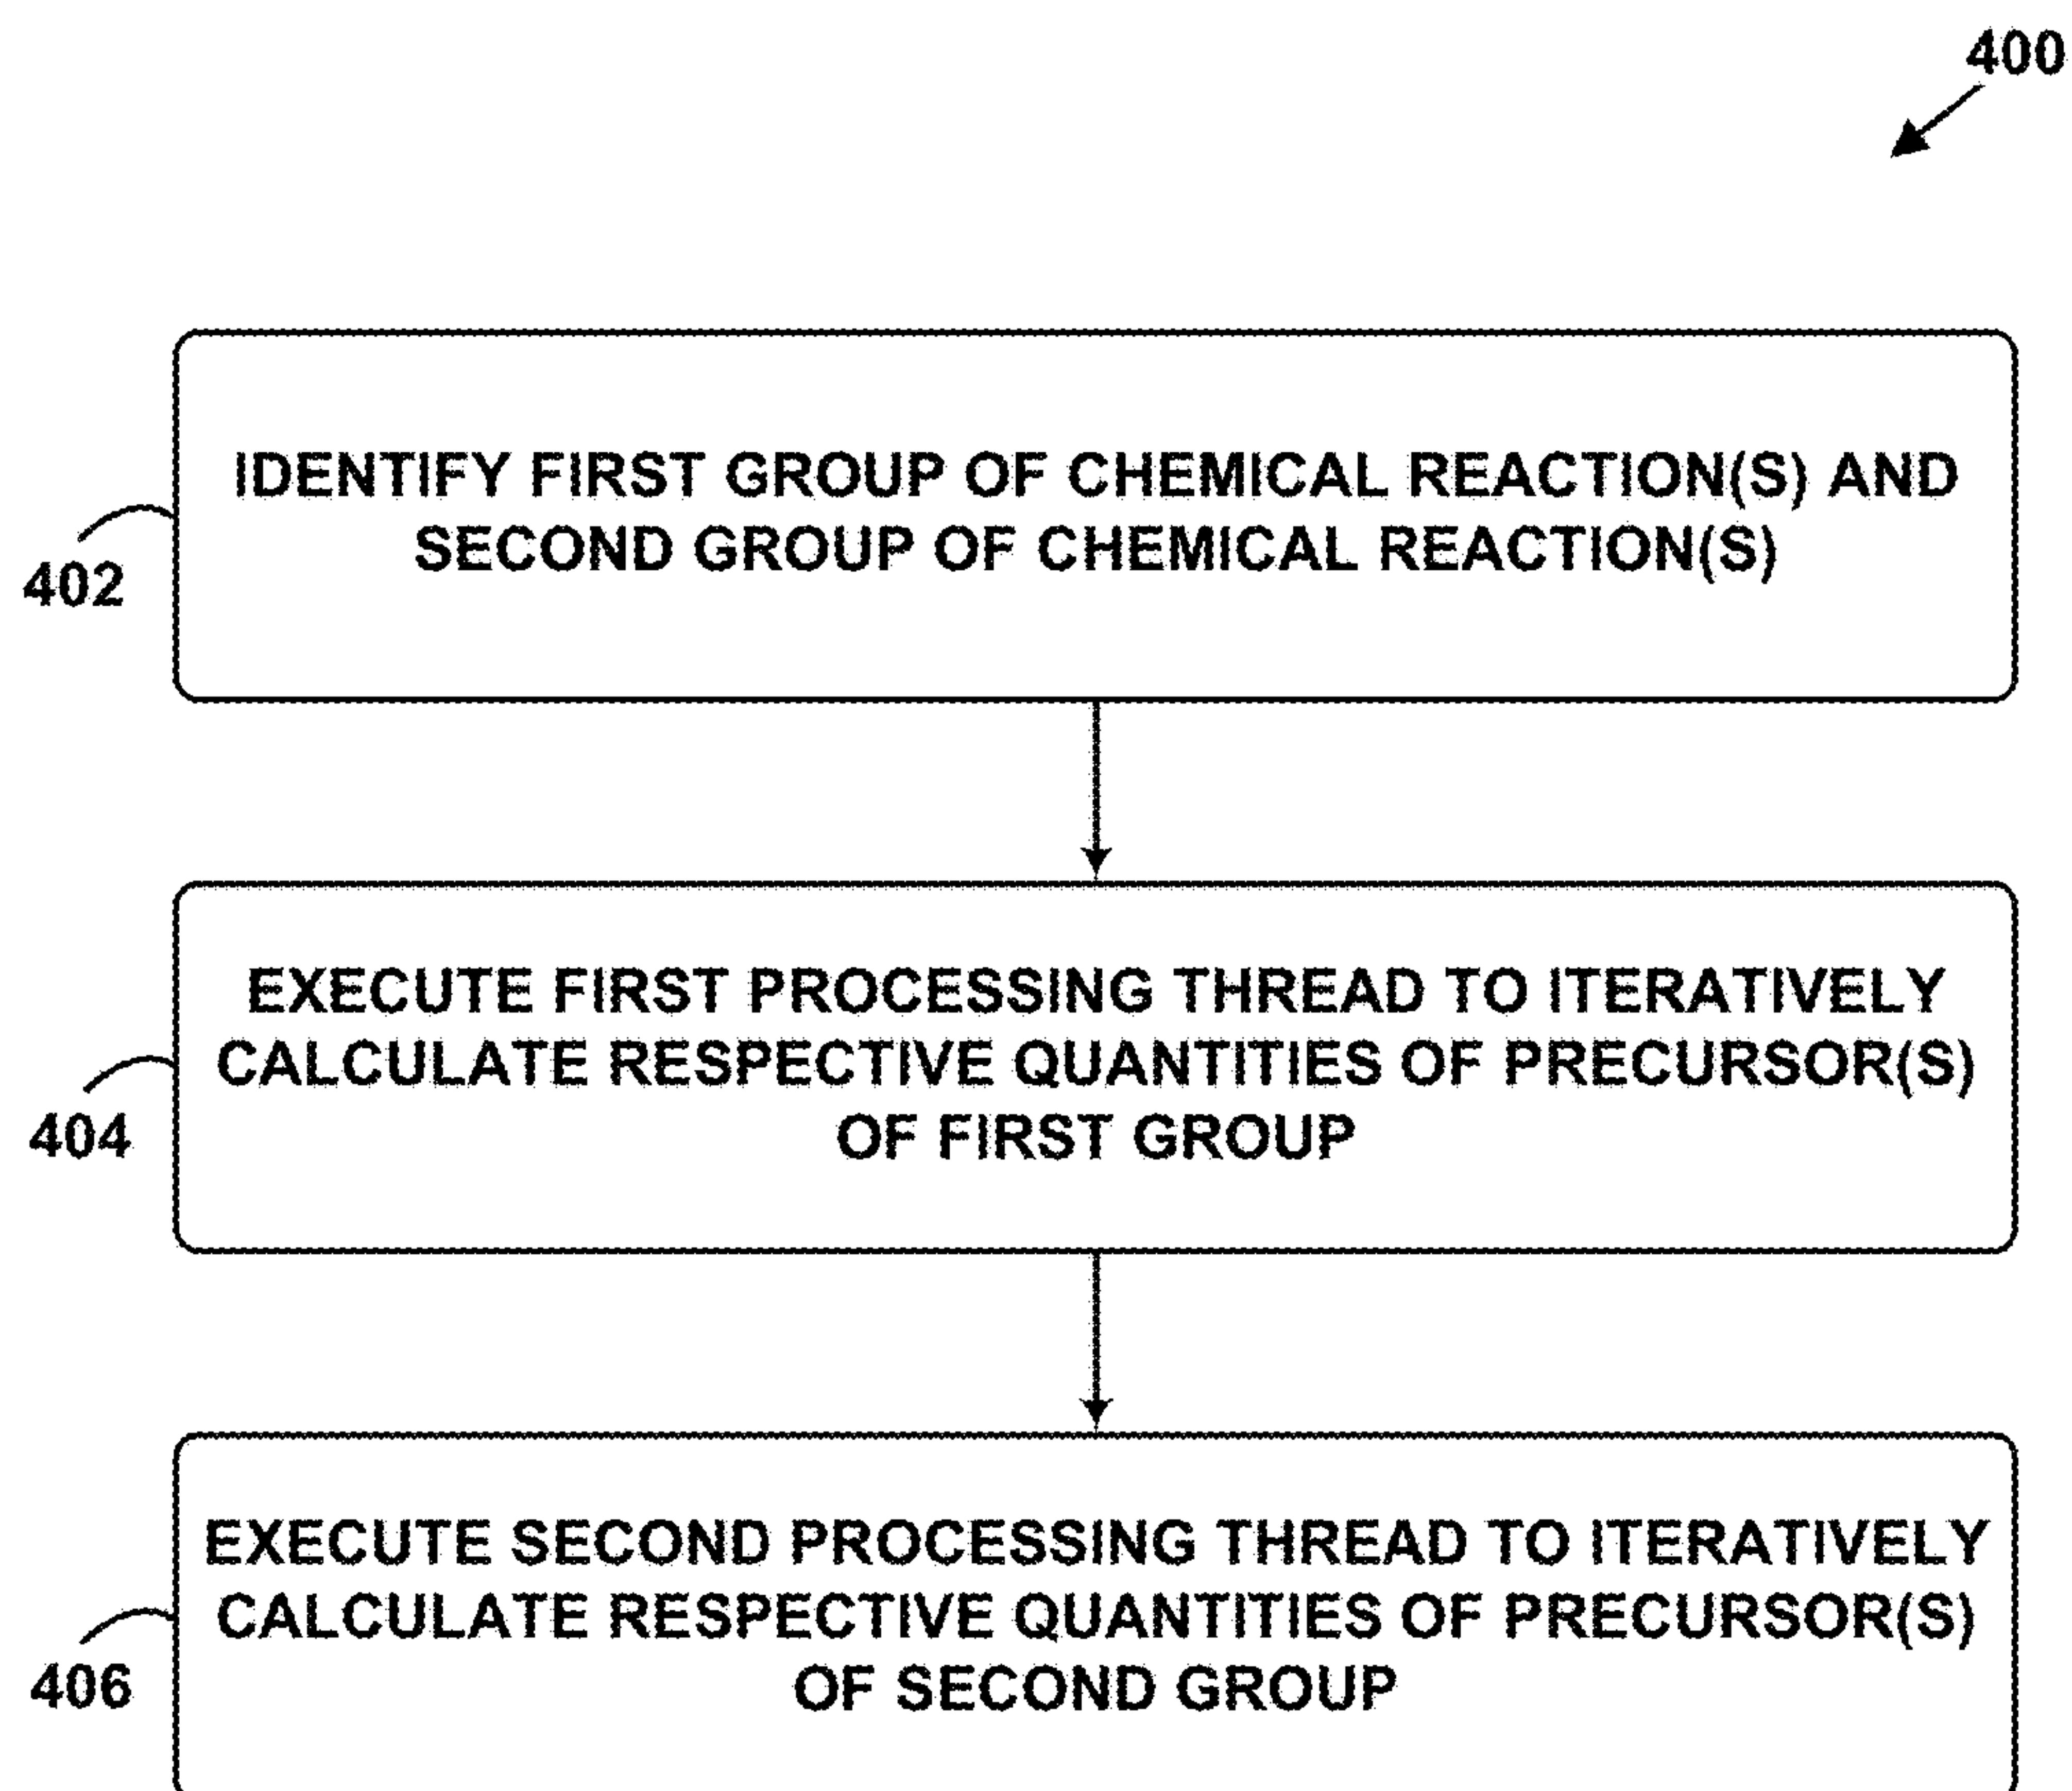 400
IDENTIFY FIRST GROUP OF CHEMICAL REACTION(S) AND
SECOND GROUP OF CHEMICAL REACTION(S)
402
EXECUTE FIRST PROCESSING THREAD TO ITERATIVELY
CALCULATE RESPECTIVE QUANTITIES OF PRECURSOR(S)
OF FIRST GROUP
404
EXECUTE SECOND PROCESSING THREAD TO ITERATIVELY
CALCULATE RESPECTIVE QUANTITIES OF PRECURSOR(S)
OF SECOND GROUP
406